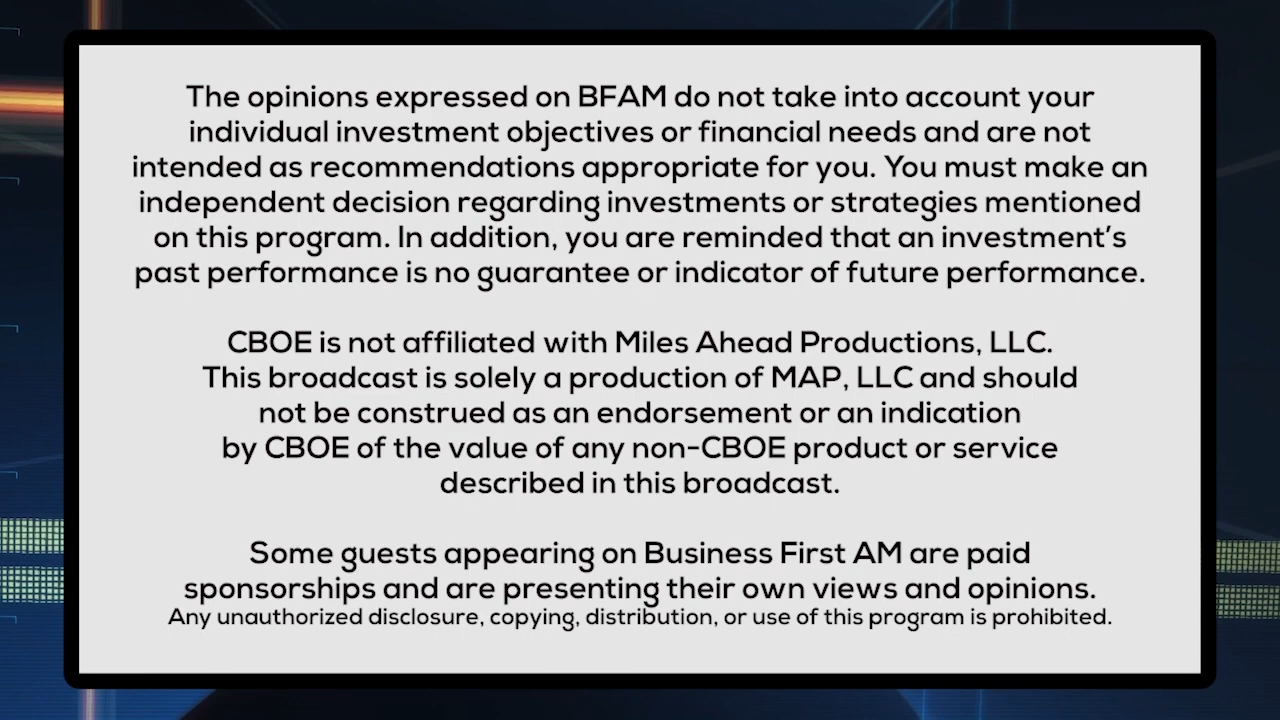 The opinions expressed on BFAM do not take into account your
individual investment objectives or financial needs and are not
intended as recommendations appropriate for you. You must make an
independent decision regarding investments or strategies mentioned
on this program. In addition, you are reminded that an investment's
past performance is no guarantee or indicator of future performance.
CBOE is not affiliated with Miles Ahead Productions, LLC.
This broadcast is solely a production of MAP, LLC and should
not be construed as an endorsement or an indication
by CBOE of the value of any non-CBOE product or service
described in this broadcast.
Some guests appearing on Business First AM are paid
sponsorships and are presenting their own views and opinions.
Any unauthorized disclosure, copying, distribution, or use of this program is prohibited.